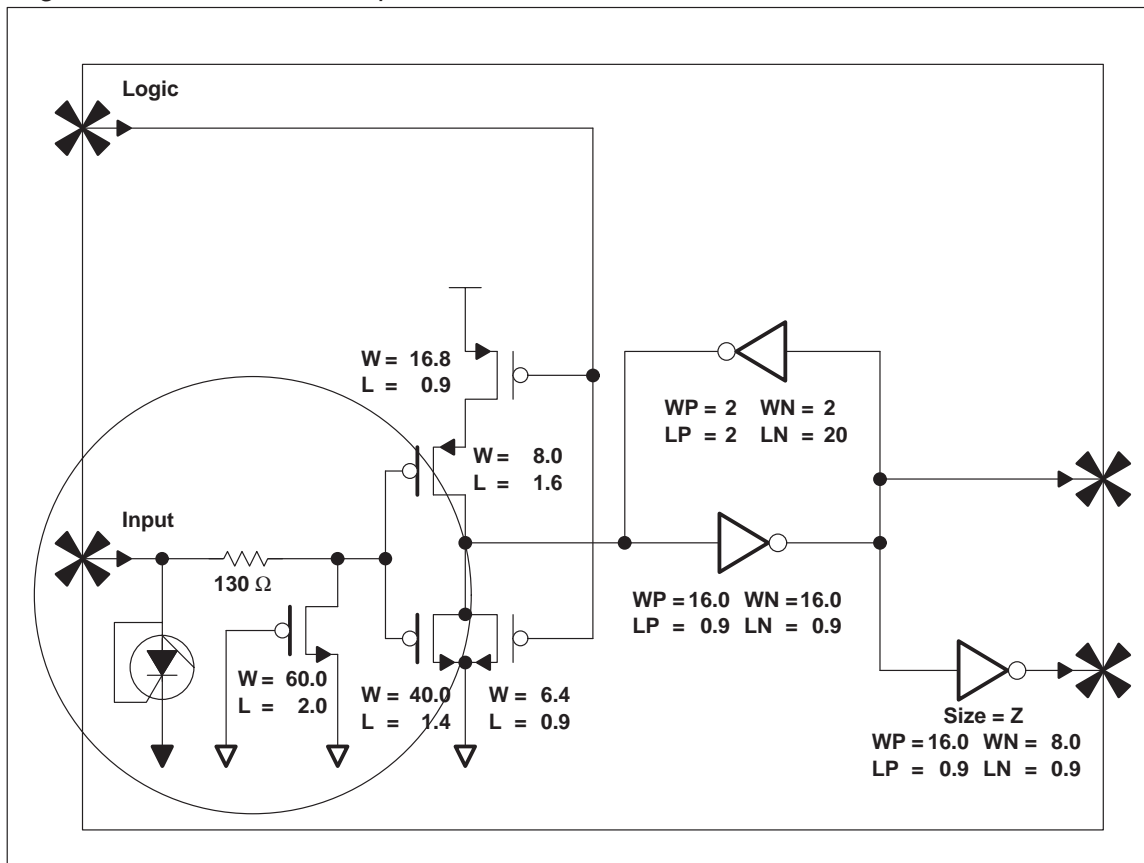 Logic
W = 16.8
L = 0.9
W = 8.0
L = 1.6
WP = 2 WN = 2
LP = 2 LN = 20
Input
130 Ω
WP = 16.0 WN = 16.0
LP = 0.9 LN = 0.9
W = 60.0
L = 2.0
W = 40.0
L = 1.4
W = 6.4
L = 0.9
Size = Z
WP = 16.0 WN = 8.0
LP = 0.9 LN = 0.9